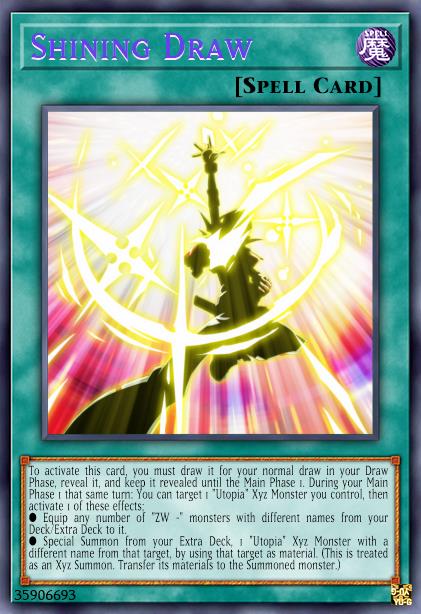 Shining Draw
SPELL
魔
[Spell Card]
To activate this card, you must draw it for your normal draw in your Draw
Phase, reveal it, and keep it revealed until the Main Phase 1. During your Main
Phase 1 that same turn: You can target 1 "Utopia" Xyz Monster you control, then
activate 1 of these effects;
● Equip any number of "ZW -" monsters with different names from your
Deck/Extra Deck to it.
● Special Summon from your Extra Deck, 1 "Utopia" Xyz Monster with a
different name from that target, by using that target as material. (This is treated
as an Xyz Summon. Transfer its materials to the Summoned monster.)
35906693